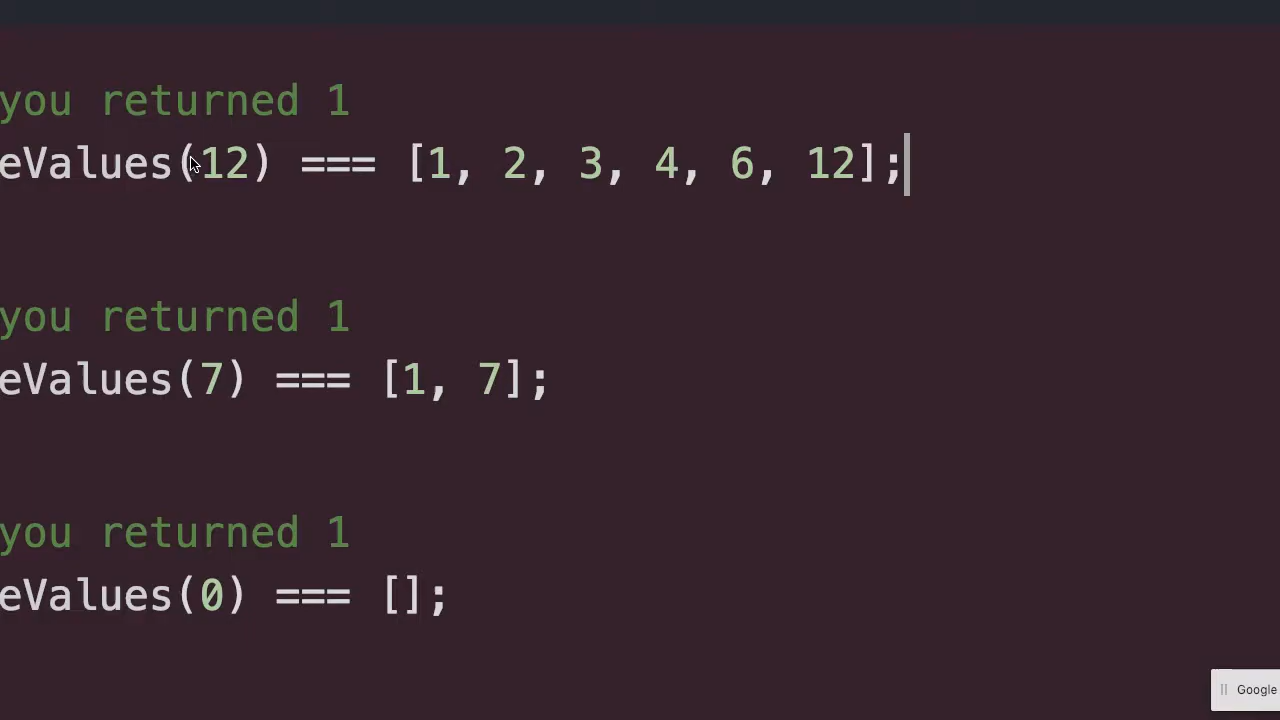 you returned 1
eValues(12) === [1, 2, 3, 4, 6, 12];
you returned 1
eValues(7) === [1, 7];
you returned 1
eValues(0) === [];
Google